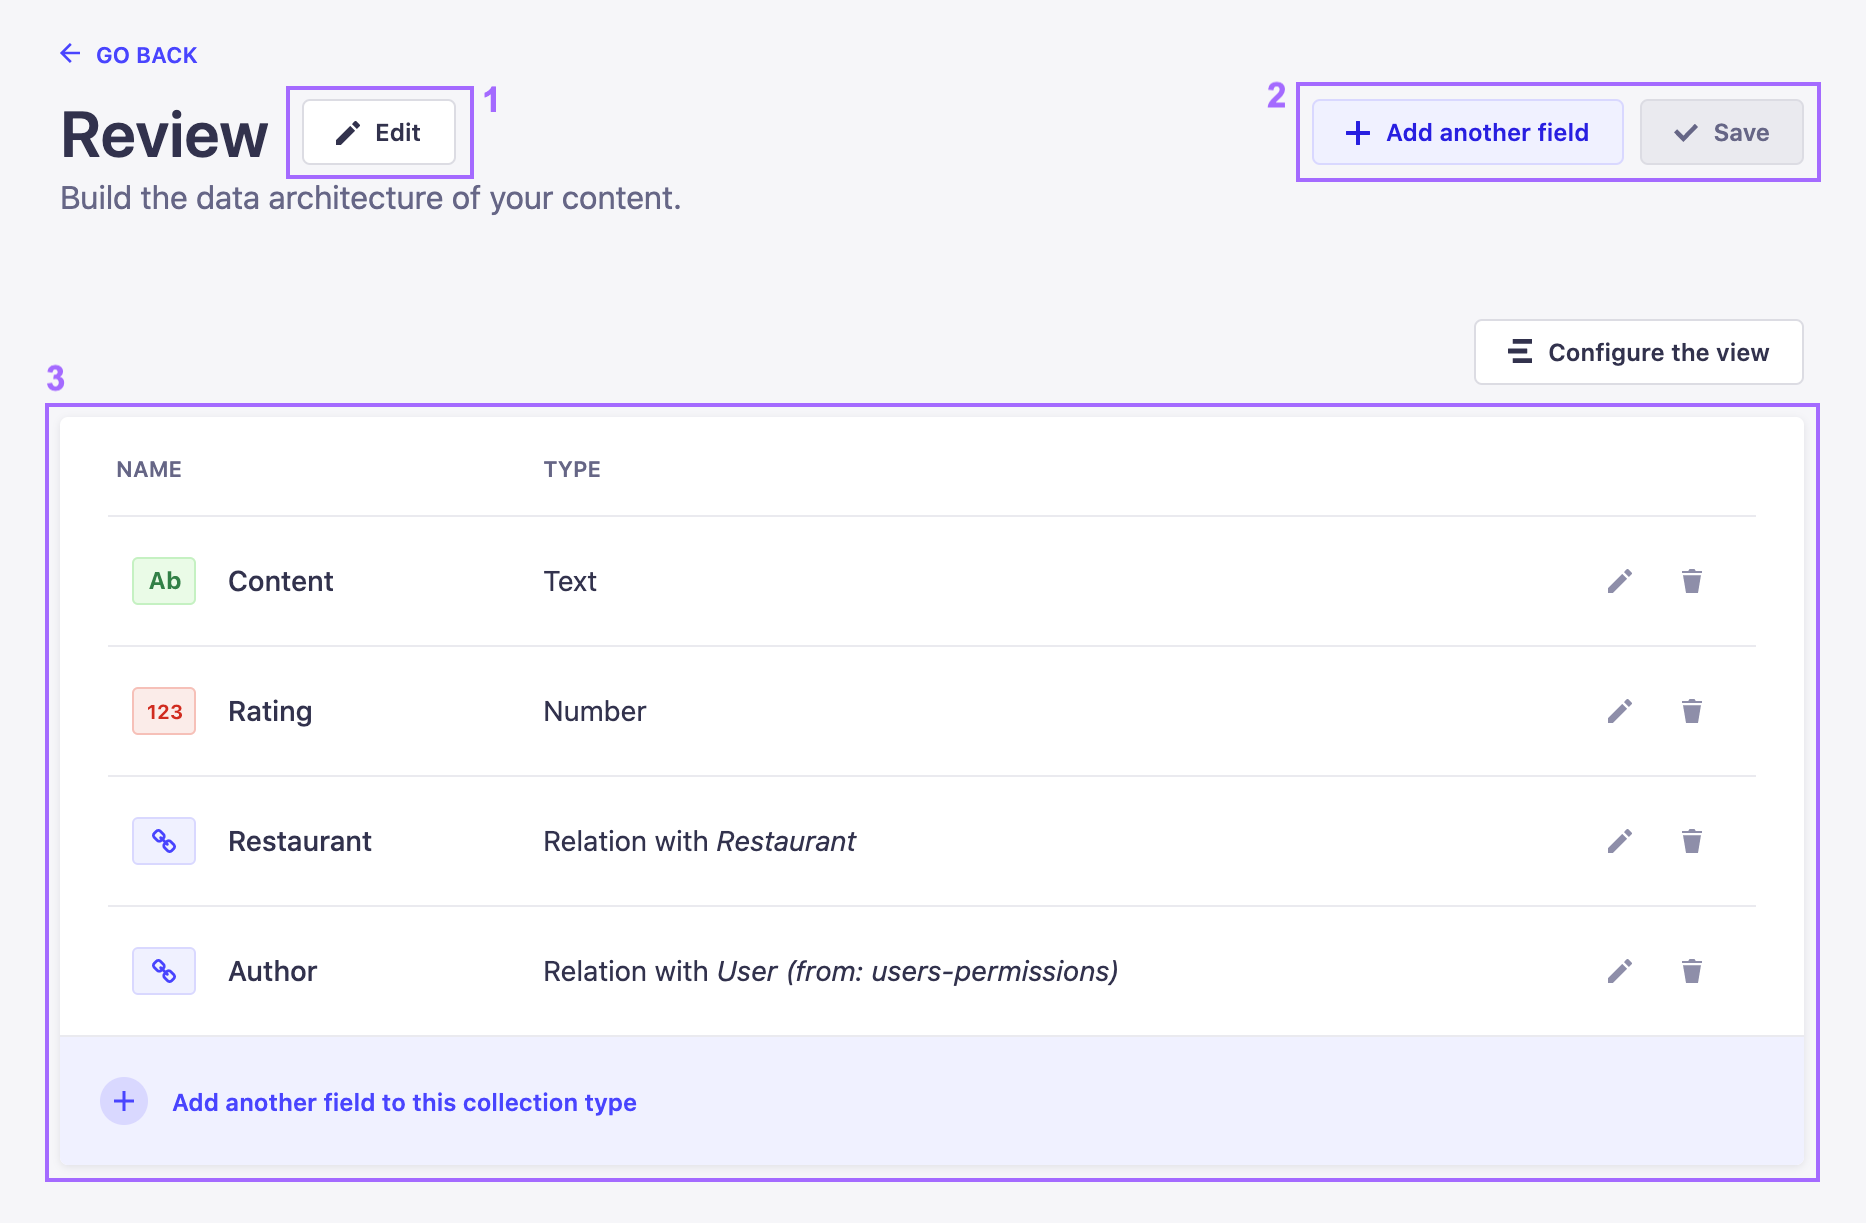 GO BACK
Review Edit 1 2 Add another field Save
Build the data architecture of your content.
Configure the view
3
NAME TYPE
Ab Content Text
123 Rating Number
Restaurant Relation with Restaurant
Author Relation with User (from: users-permissions)
Add another field to this collection type